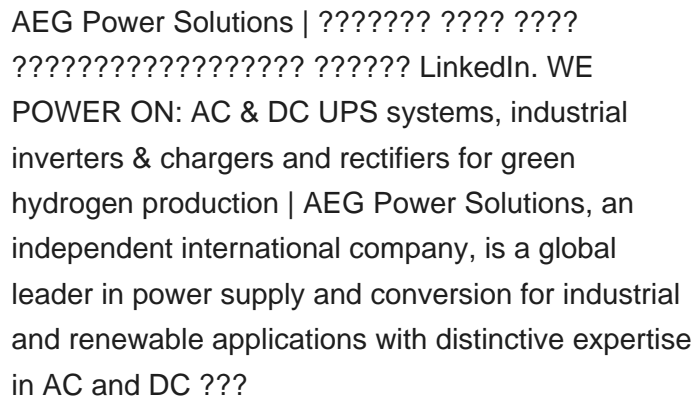 AEG Power Solutions | ??????? ???? ????
?????????????????? ?????? LinkedIn. WE
POWER ON: AC & DC UPS systems, industrial
inverters & chargers and rectifiers for green
hydrogen production | AEG Power Solutions, an
independent international company, is a global
leader in power supply and conversion for industrial
and renewable applications with distinctive expertise
in AC and DC ???